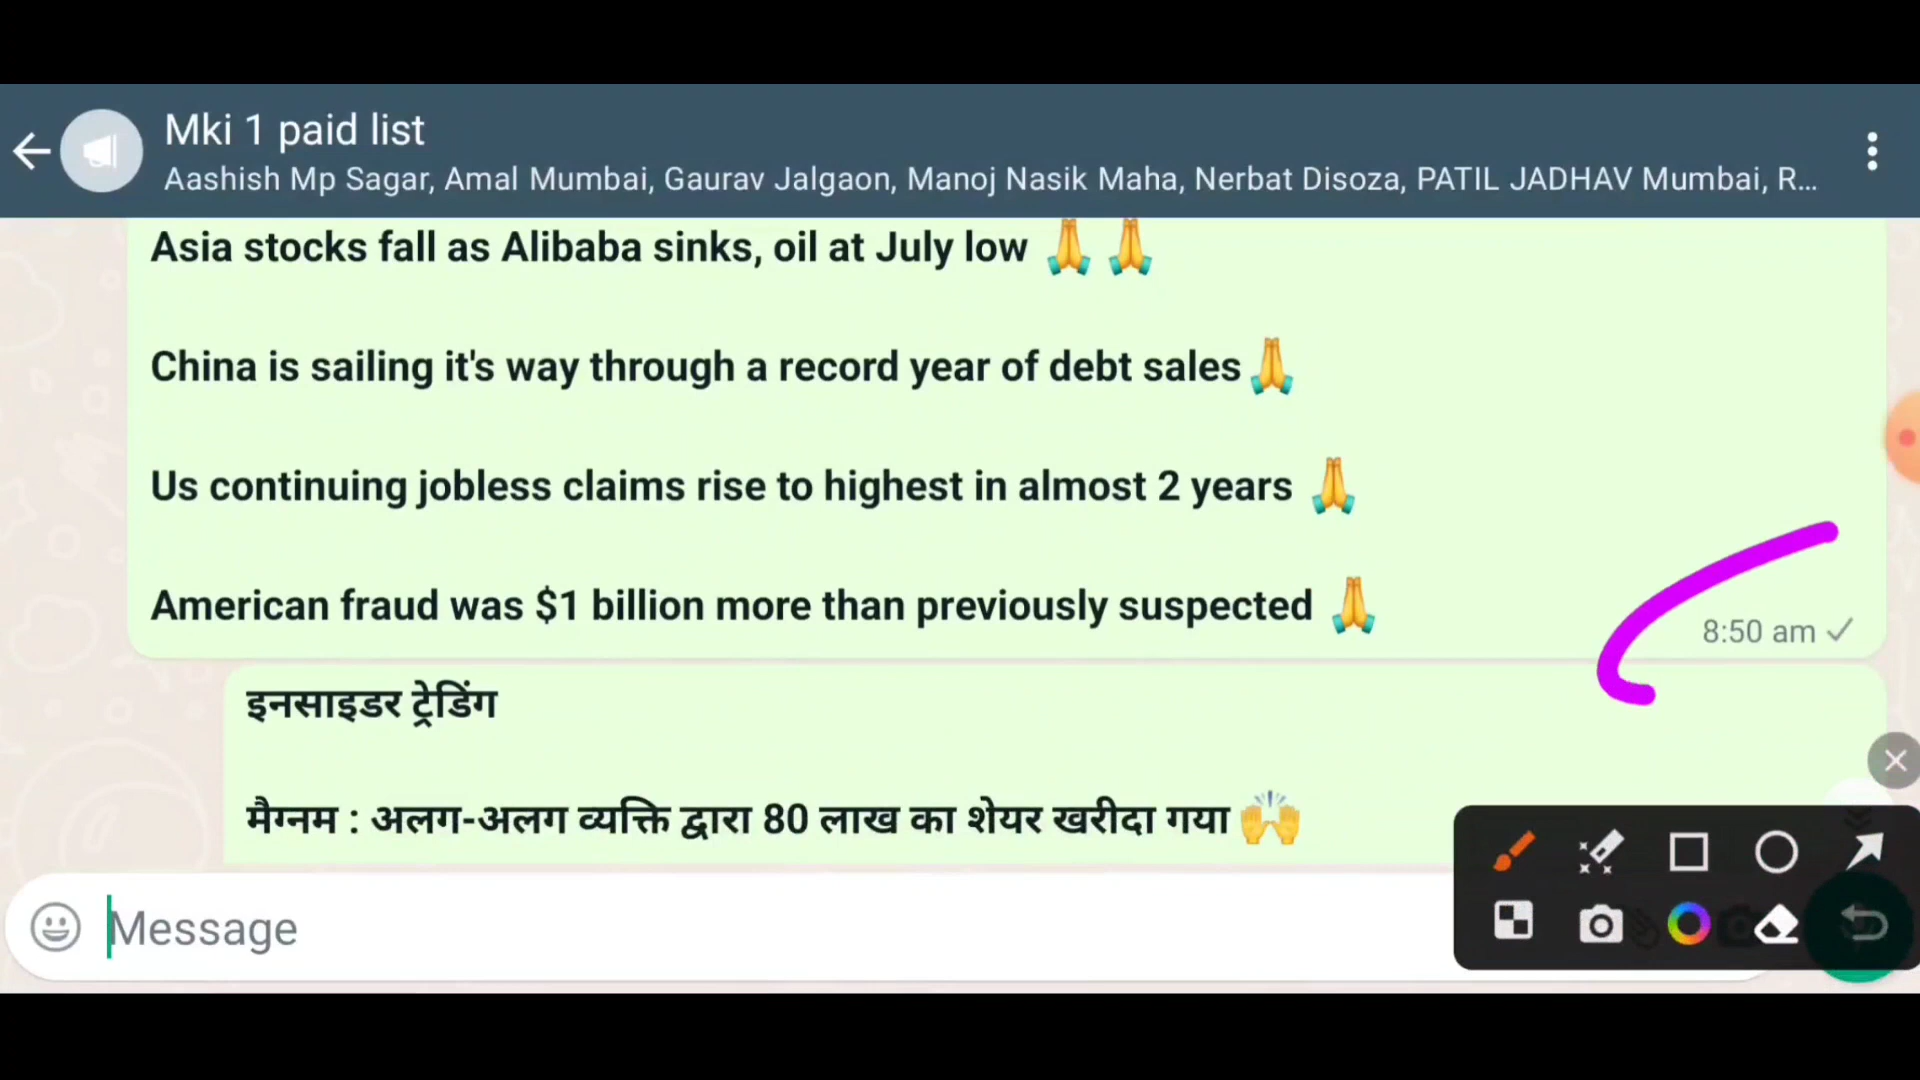 Mki 1 paid list
Aashish Mp Sagar, Amal Mumbai, Gaurav Jalgaon, Manoj Nasik Maha, Nerbat Disoza, PATIL JADHAV Mumbai, R...
Asia stocks fall as Alibaba sinks, oil at July low 🙏 🙏
China is sailing it's way through a record year of debt sales🙏
Us continuing jobless claims rise to highest in almost 2 years 🙏
American fraud was $1 billion more than previously suspected 🙏
8:50 am
इनसाइडर ट्रेडिंग
मैग्नम : अलग-अलग व्यक्ति द्वारा 80 लाख का शेयर खरीदा गया 🙌
Message